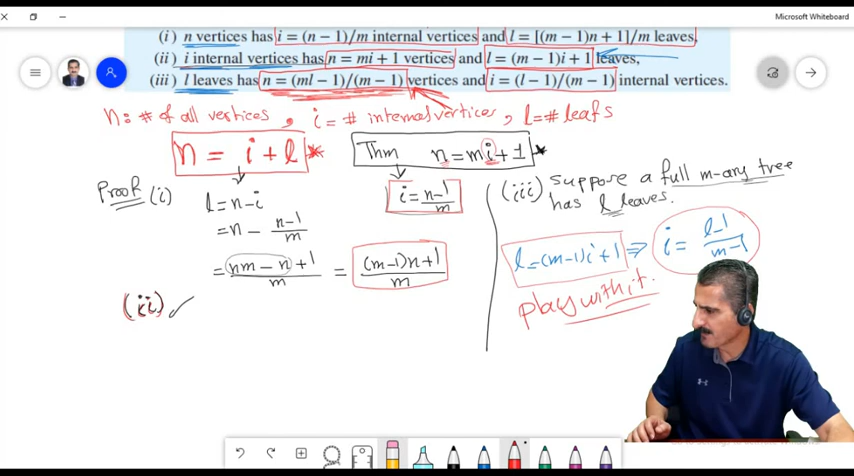 Microsoft Whiteboard
(i) n vertices has i = (n − 1)/m internal vertices and l = [(m − 1)n + 1]/m leaves,
(ii) i internal vertices has n = mi + 1 vertices and l = (m − 1)i + 1 leaves,
(iii) l leaves has n = (ml − 1)/(m − 1) vertices and i = (l − 1)/(m − 1) internal vertices.
n: # of all vertices, i = # internal vertices, l = # leafs
n = i + l *
Thm n = mi + 1 *
Proof (i) l = n - i
i = n-1/m
= n - n-1/m
= nm - n + 1/m = (m-1)n+1/m
(ii) ✓
(iii) suppose a full m-ary tree
has l leaves.
l = (m-1)i + 1 ⇒ i = l-1/m-1
play with it.